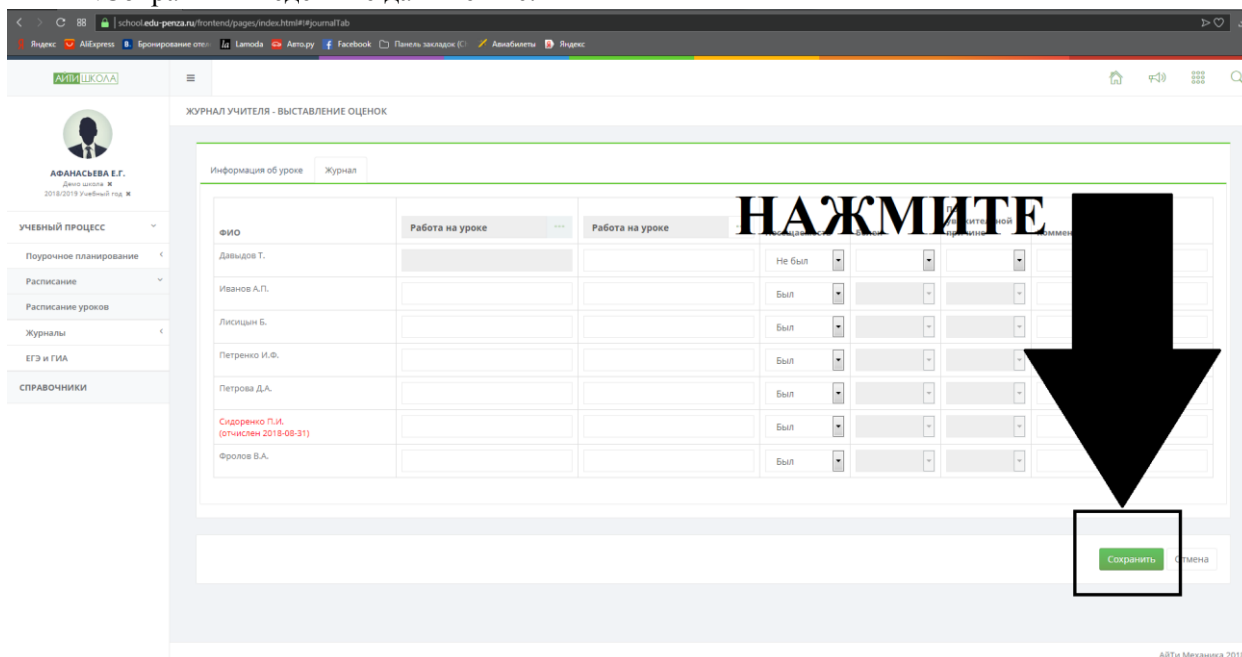 school.edu-penza.ru/frontend/pages/index.html#!#journalTab
Яндекс AliExpress Бронирование отел Lamoda Авто.ру Facebook Панель закладок (С Авиабилеты Яндекс
АЙТИ ШКОЛА
ЖУРНАЛ УЧИТЕЛЯ - ВЫСТАВЛЕНИЕ ОЦЕНОК
АФАНАСЬЕВА Е.Г.
Демо школа ✖
2018/2019 Учебный год ✖
УЧЕБНЫЙ ПРОЦЕСС
Поурочное планирование
Расписание
Расписание уроков
Журналы
ЕГЭ и ГИА
СПРАВОЧНИКИ
Информация об уроке Журнал
НАЖМИТЕ
ФИО Работа на уроке ... Работа на уроке
Давыдов Т. Не был
Иванов А.П. Был
Лисицын Б. Был
Петренко И.Ф. Был
Петрова Д.А. Был
Сидоренко П.И. Был
(отчислен 2018-08-31)
Фролов В.А. Был
Сохранить Отмена
АйТи Механика 2018